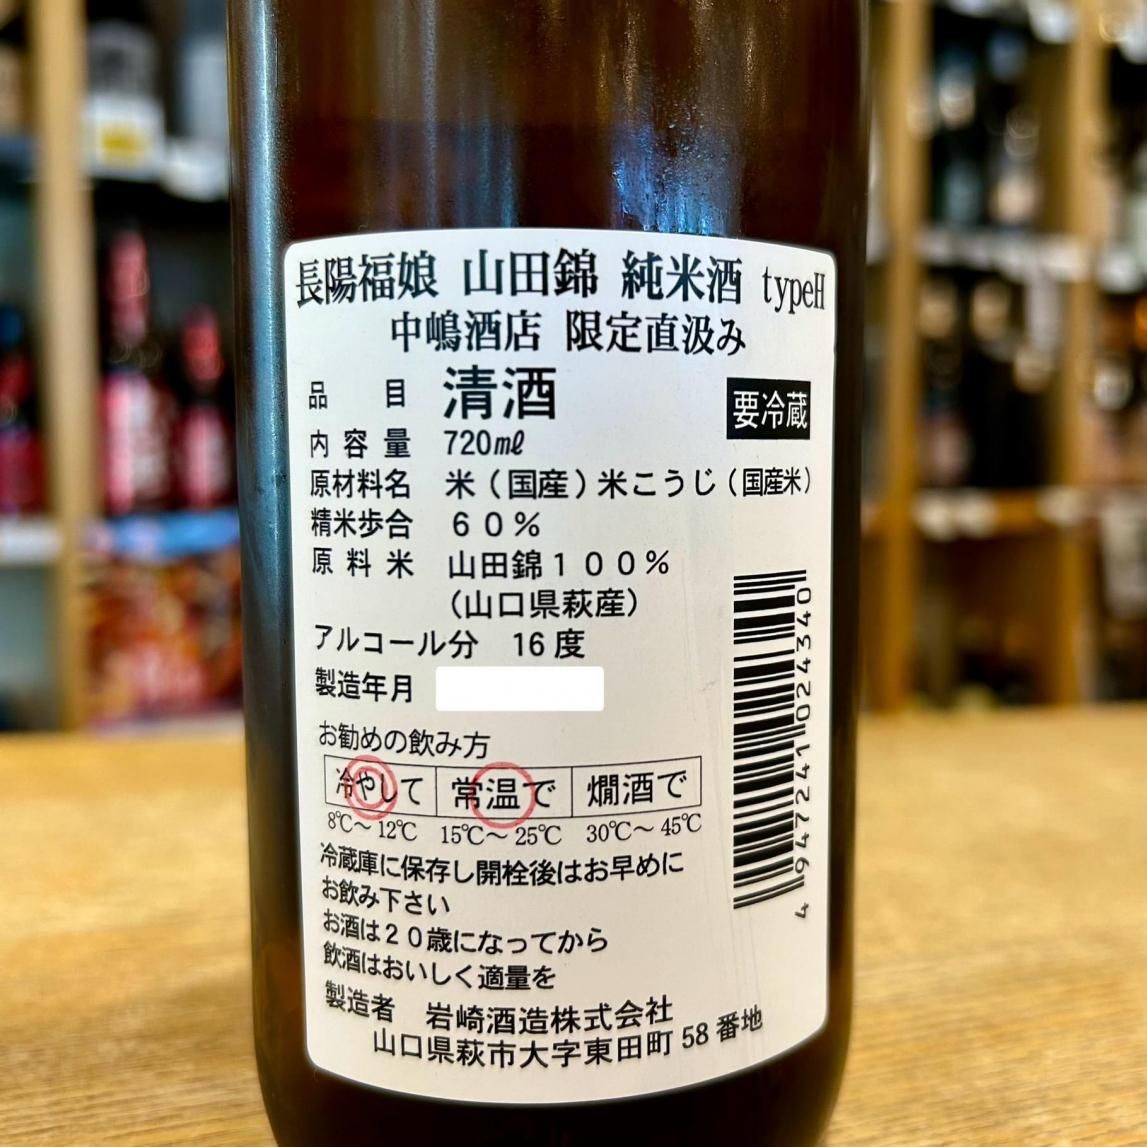 長陽福娘 山田錦 純米酒 typeH
中嶋酒店 限定直汲み
品目 清酒
要冷蔵
内容量 720㎖
原材料名 米（国産）米こうじ（国産米）
精米歩合 ６０％
原料米 山田錦１００％
（山口県萩産）
アルコール分 16度
製造年月
お勧めの飲み方
冷やして 常温で 燗酒で
8℃～12℃ 15℃～25℃ 30℃～45℃
冷蔵庫に保存し開栓後はお早めに
お飲み下さい
お酒は２０歳になってから
飲酒はおいしく適量を
製造者 岩崎酒造株式会社
山口県萩市大字東田町58番地
4947241024340